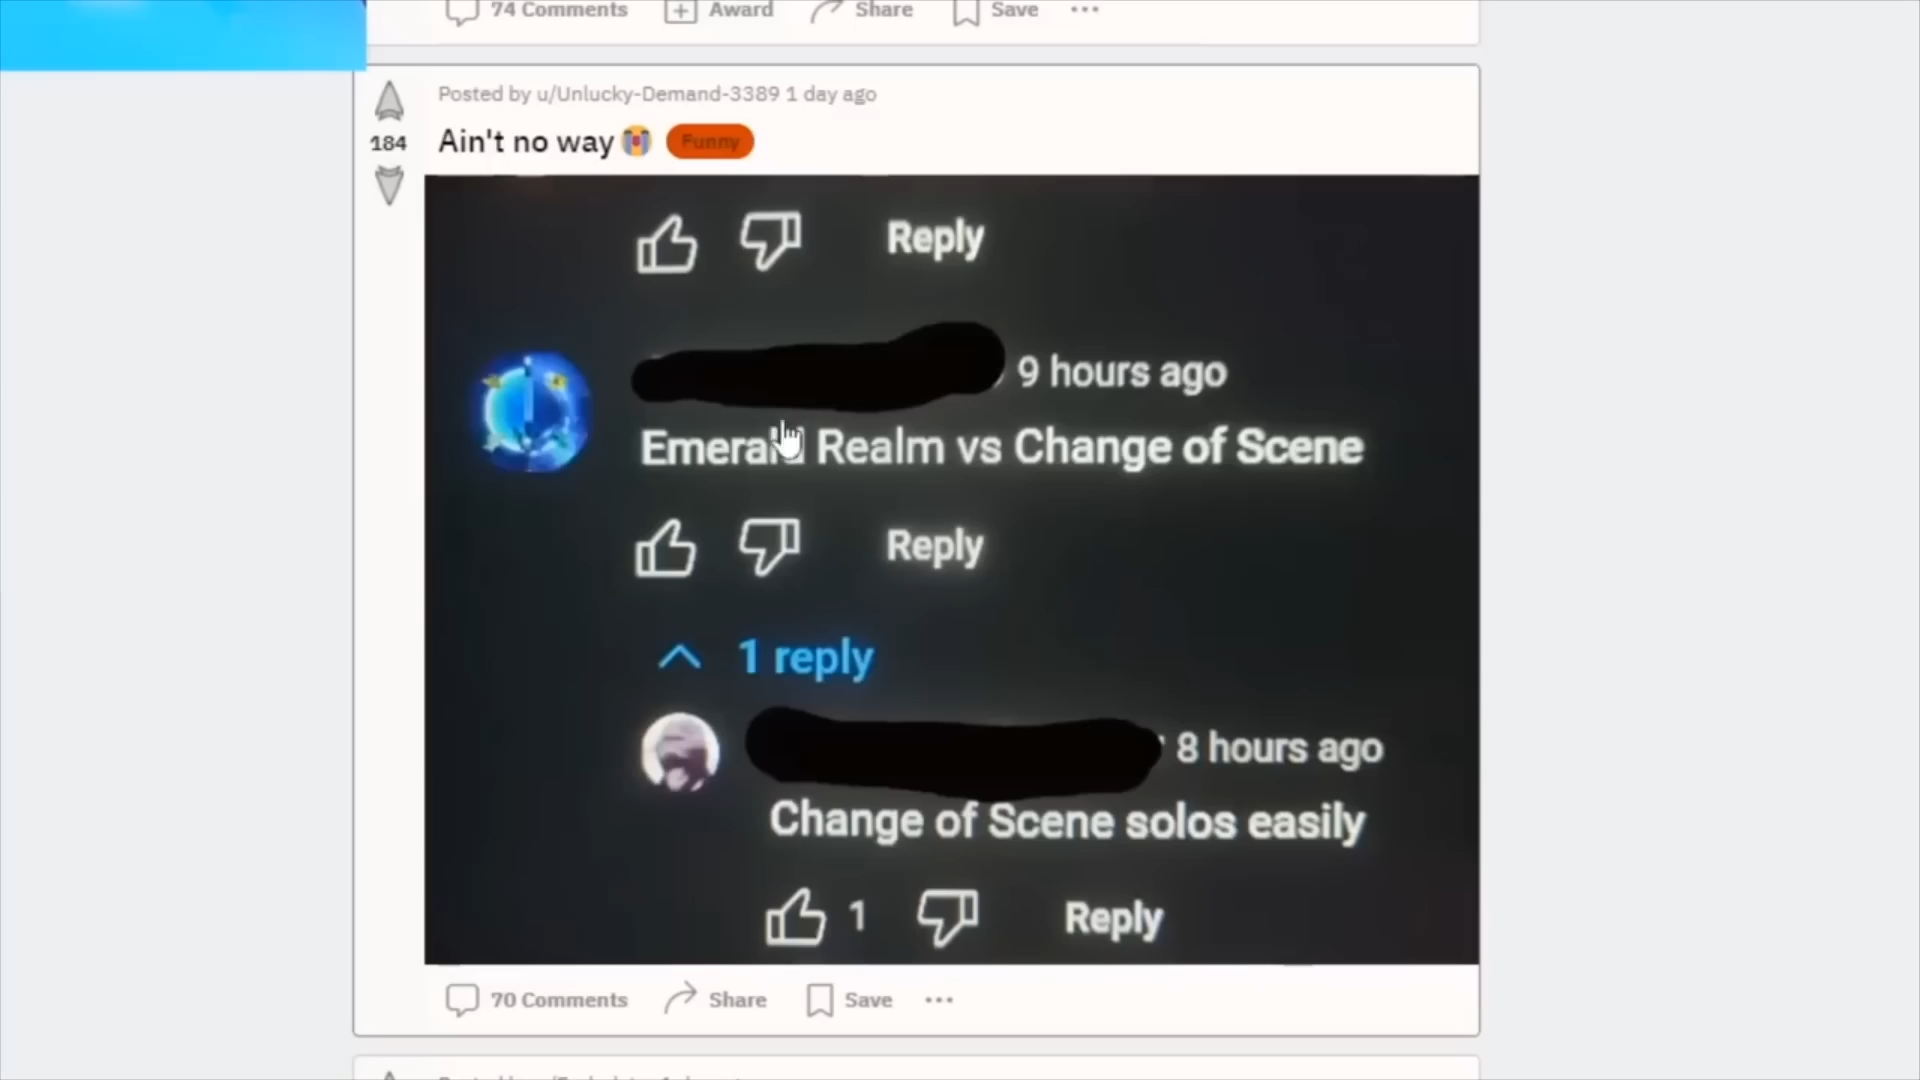 74 Comments Award Share Save
Posted by u/Unlucky-Demand-3389 1 day ago
184
Ain't no way😭 Funny
Reply
9 hours ago
Emerald Realm vs Change of Scene
Reply
1 reply
8 hours ago
Change of Scene solos easily
1 Reply
70 Comments Share Save